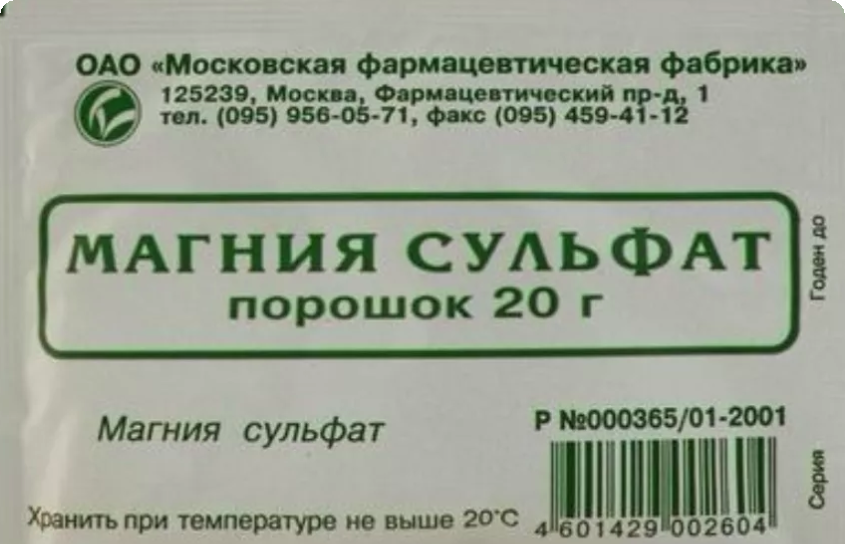 ОАО «Московская фармацевтическая фабрика»
125239, Москва, Фармацевтический пр-д, 1
тел. (095) 956-05-71, факс (095) 459-41-12
МАГНИЯ СУЛЬФАТ
порошок 20 г
Годен до
Магния сульфат
Р №000365/01-2001
Серия
Хранить при температуре не выше 20°С
4 601429 002604